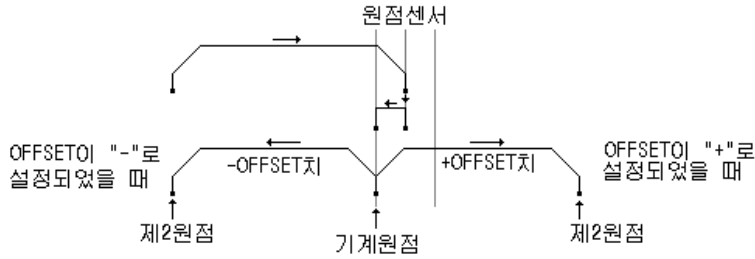 원점센서
OFFSET이 "-"로
설정되었을 때
-OFFSET치
+OFFSET치
OFFSET이 "+"로
설정되었을 때
제2원점
기계원점
제2원점